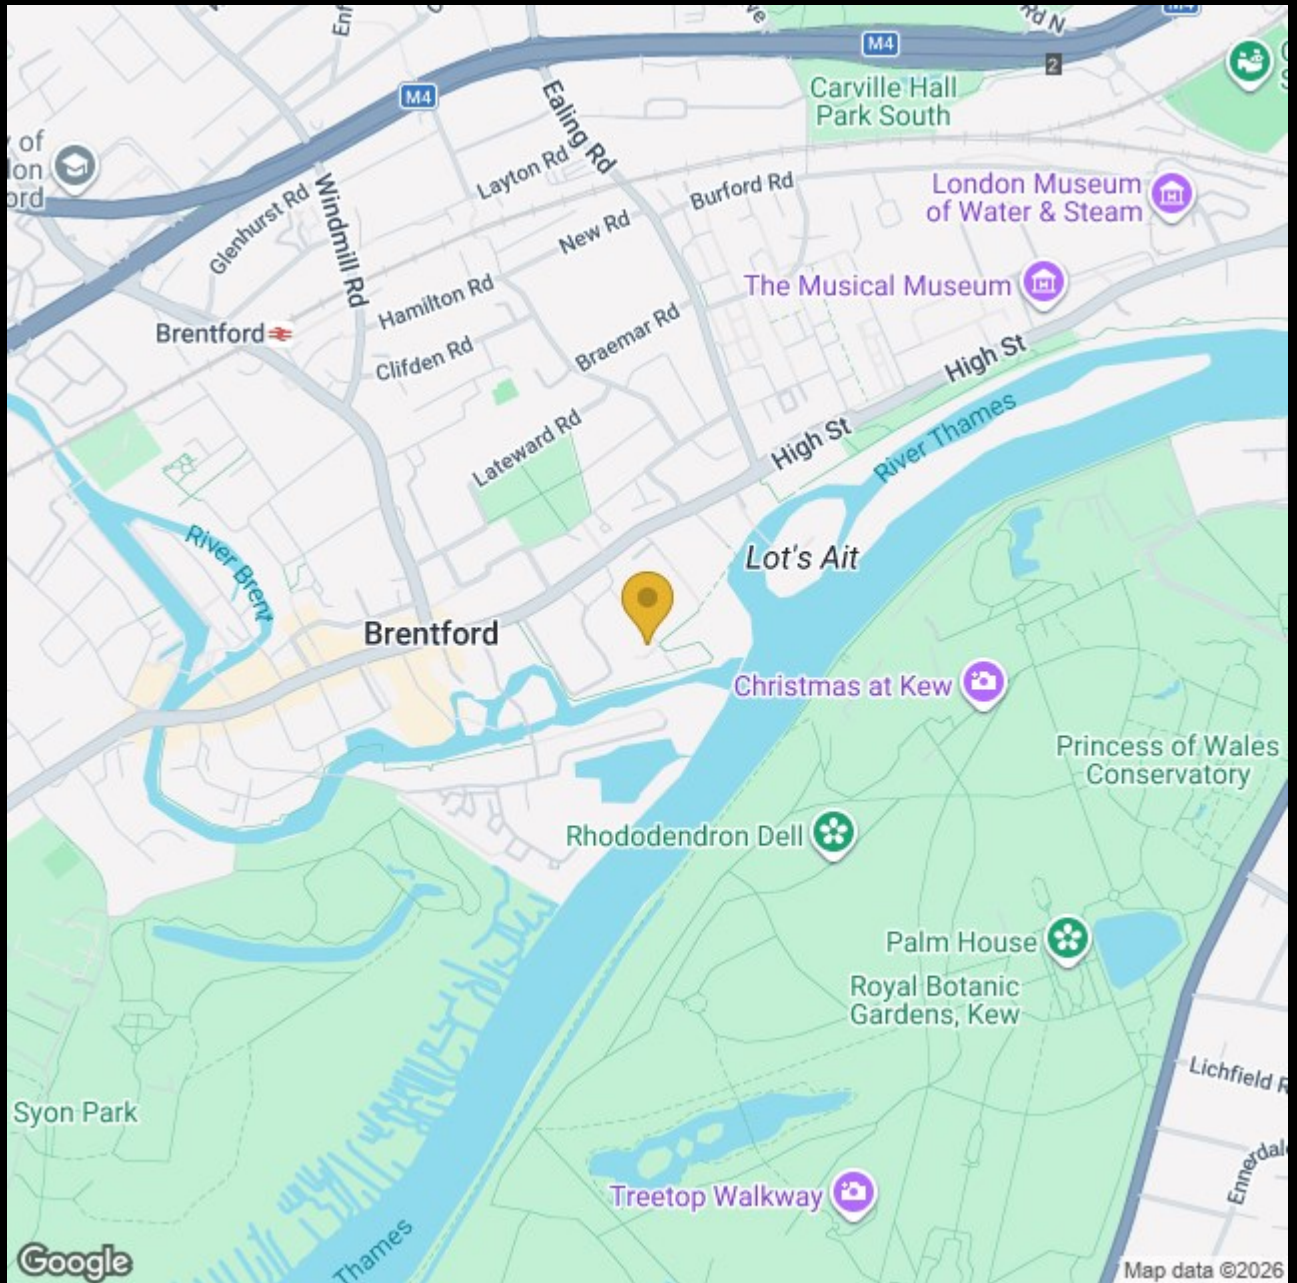 Rd N
M4
M4
2
Carville Hall
Park South
Ealing Rd
Layton Rd
Burford Rd
London Museum
of Water & Steam
Glenhurst Rd
Windmill Rd
New Rd
The Musical Museum
Hamilton Rd
Brentford
Clifden Rd
Braemar Rd
High St
River Thames
Lateward Rd
High St
River Brent
Lot's Ait
Brentford
Christmas at Kew
Princess of Wales
Conservatory
Rhododendron Dell
Palm House
Royal Botanic
Gardens, Kew
Lichfield R
Syon Park
Ennerdale
Treetop Walkway
Thames
Google
Map data ©2026